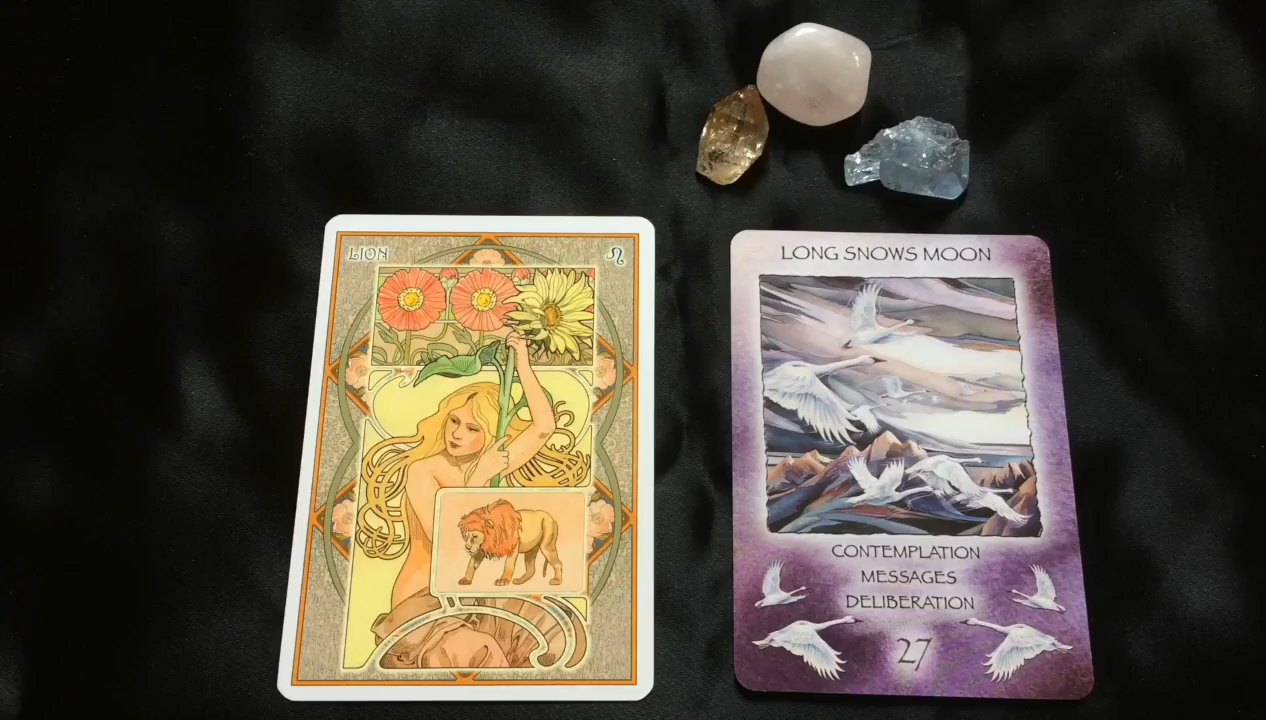 LION ♌
LONG SNOWS MOON
CONTEMPLATION
MESSAGES
DELIBERATION
27